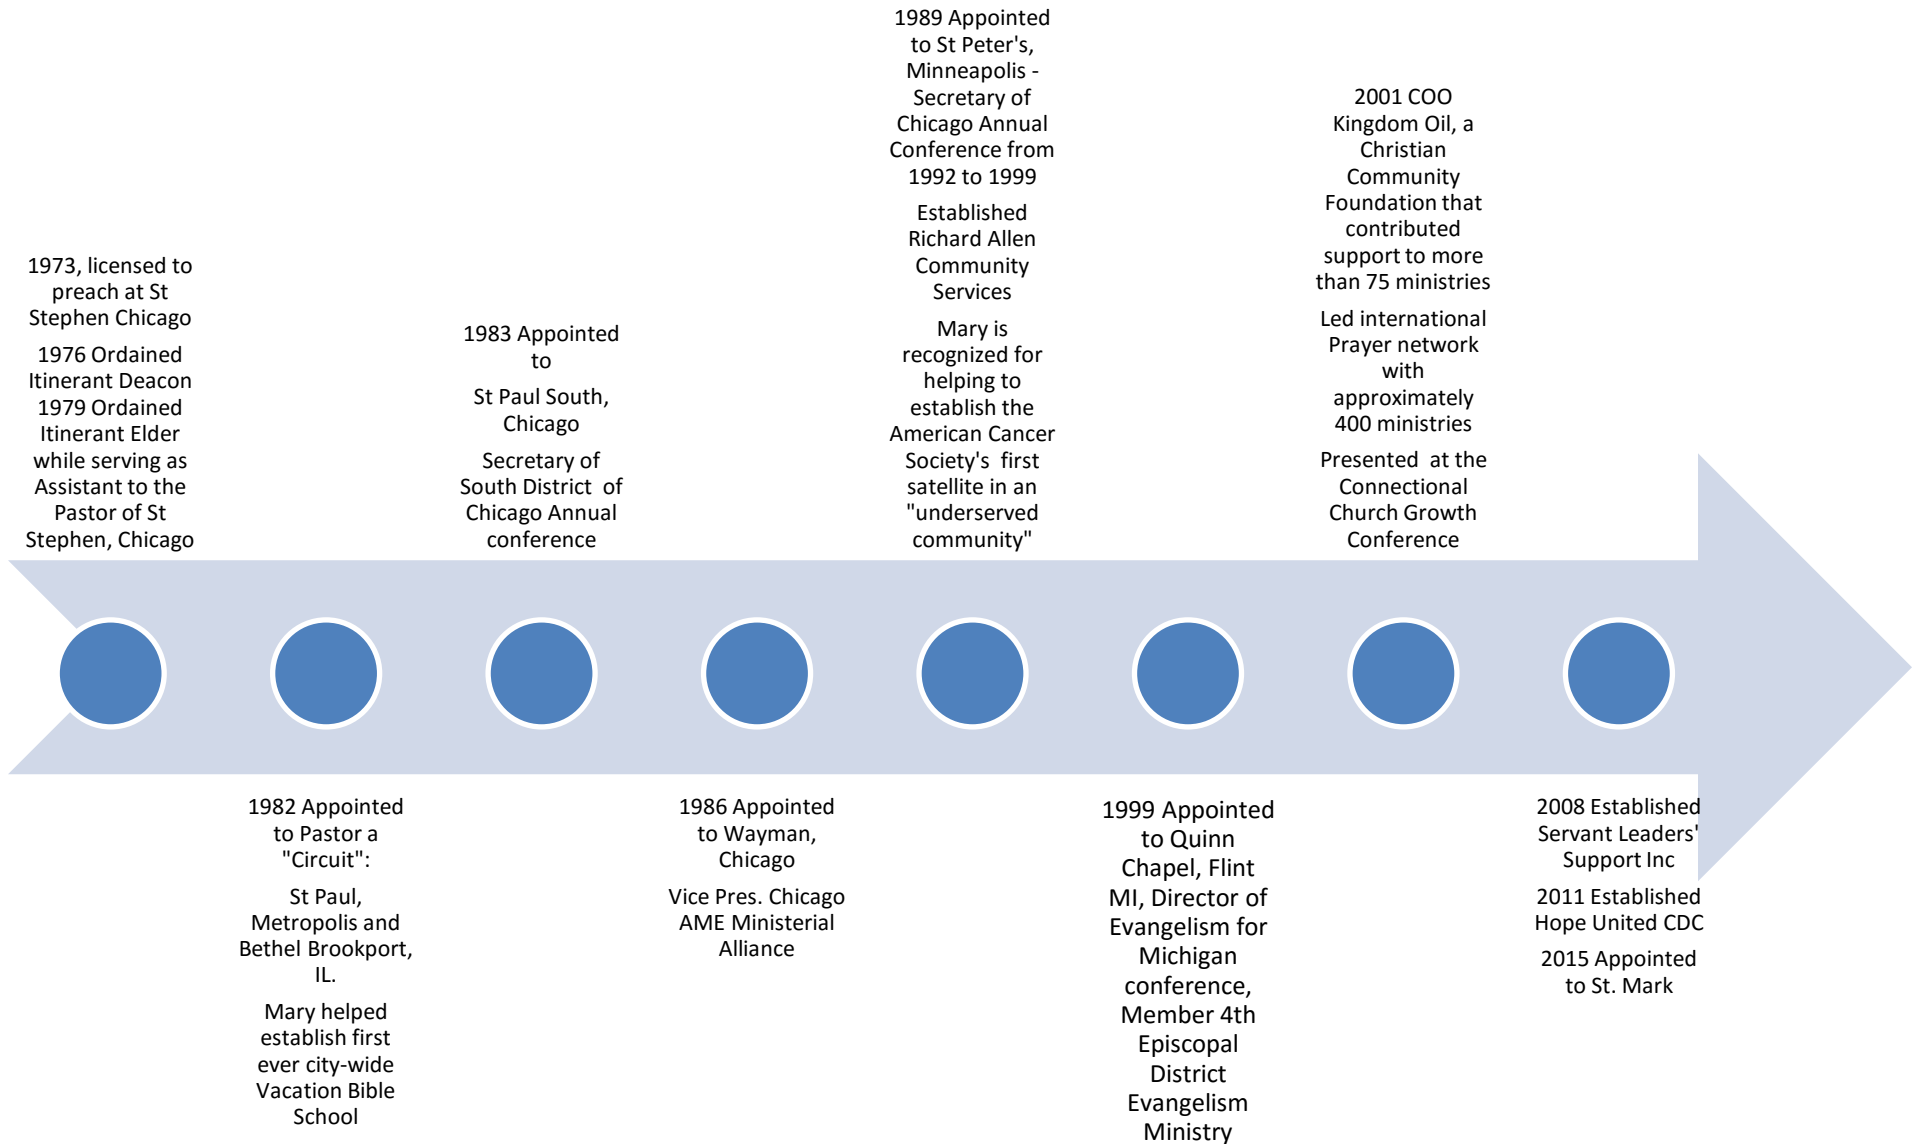 1973, licensed to
preach at St
Stephen Chicago
1976 Ordained
Itinerant Deacon
1979 Ordained
Itinerant Elder
while serving as
Assistant to the
Pastor of St
Stephen, Chicago
1982 Appointed
to Pastor a
"Circuit":
St Paul,
Metropolis and
Bethel Brookport,
IL.
Mary helped
establish first
ever city-wide
Vacation Bible
School
1983 Appointed
to
St Paul South,
Chicago
Secretary of
South District of
Chicago Annual
conference
1986 Appointed
to Wayman,
Chicago
Vice Pres. Chicago
AME Ministerial
Alliance
1989 Appointed
to St Peter's,
Minneapolis -
Secretary of
Chicago Annual
Conference from
1992 to 1999
Established
Richard Allen
Community
Services
Mary is
recognized for
helping to
establish the
American Cancer
Society's first
satellite in an
"underserved
community"
1999 Appointed
to Quinn
Chapel, Flint
MI, Director of
Evangelism for
Michigan
conference,
Member 4th
Episcopal
District
Evangelism
Ministry
2001 COO
Kingdom Oil, a
Christian
Community
Foundation that
contributed
support to more
than 75 ministries
Led international
Prayer network
with
approximately
400 ministries
Presented at the
Connectional
Church Growth
Conference
2008 Established
Servant Leaders'
Support Inc
2011 Established
Hope United CDC
2015 Appointed
to St. Mark